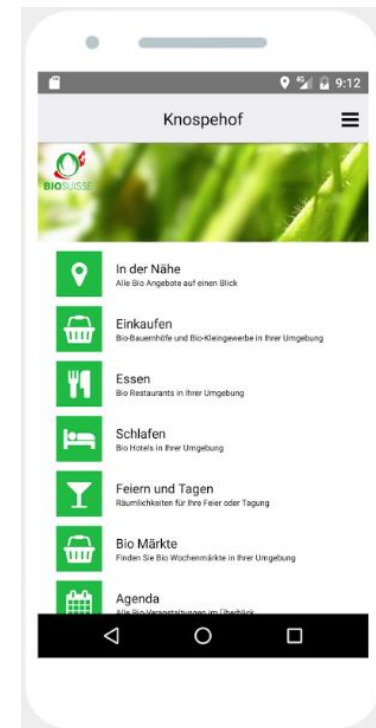 4G 9:12
Knospehof
BIOSUISSE
In der Nähe
Alle Bio Angebote auf einen Blick
Einkaufen
Bio-Bauernhöfe und Bio-Kleingewerbe in Ihrer Umgebung
Essen
Bio Restaurants in Ihrer Umgebung
Schlafen
Bio Hotels in Ihrer Umgebung
Feiern und Tagen
Räumlichkeiten für Ihre Feier oder Tagung
Bio Märkte
Finden Sie Bio Wochenmärkte in Ihrer Umgebung
Agenda
Alle Bio-Veranstaltungen im Überblick